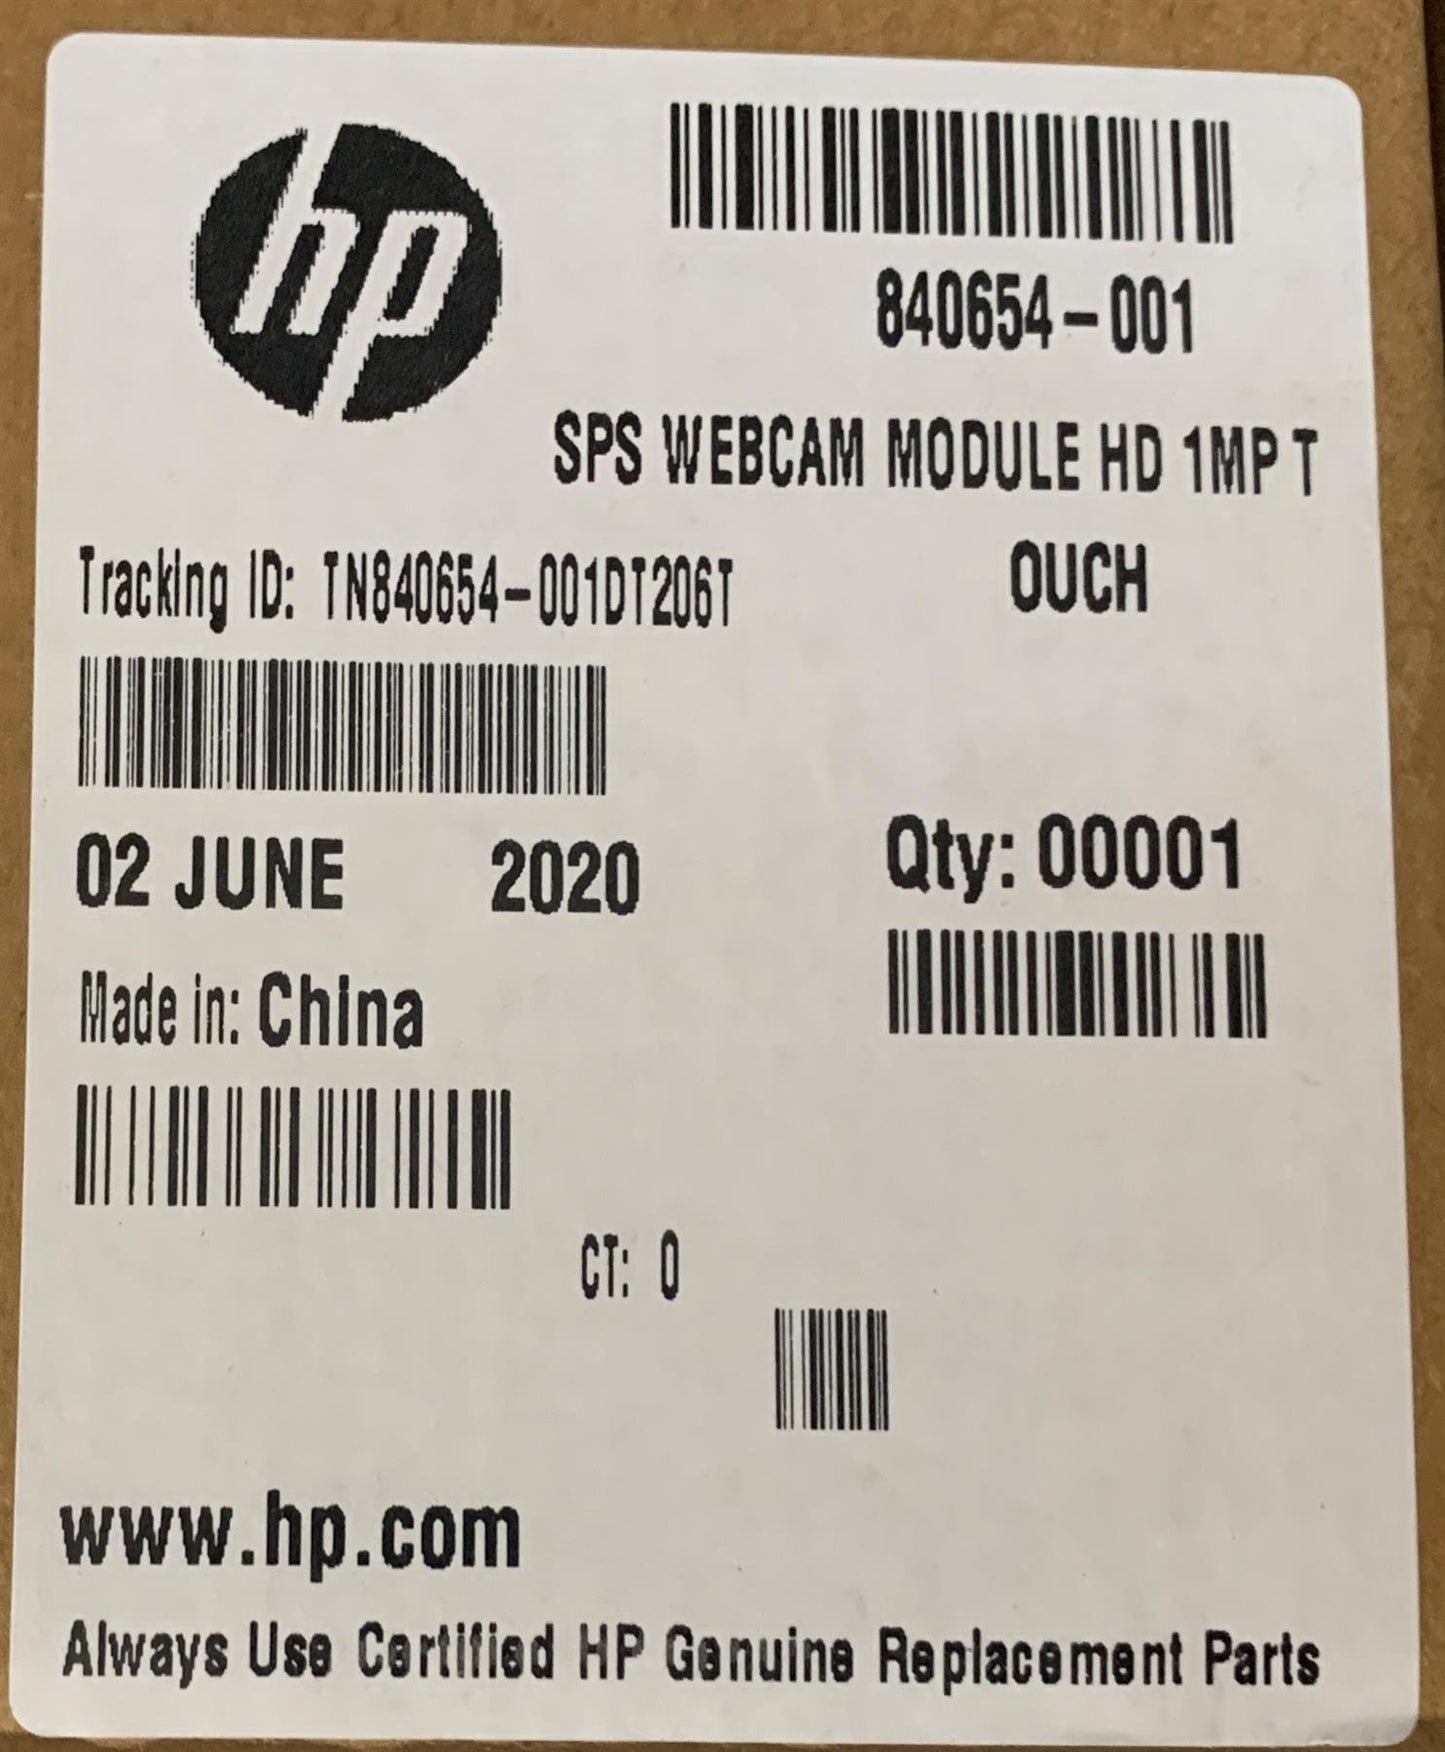 hp
840654-001
SPS WEBCAM MODULE HD 1MP T
OUCH
Tracking ID: TN840654-001DT206T
02 JUNE 2020
Qty: 00001
Made in: China
CT: 0
www.hp.com
Always Use Certified HP Genuine Replacement Parts